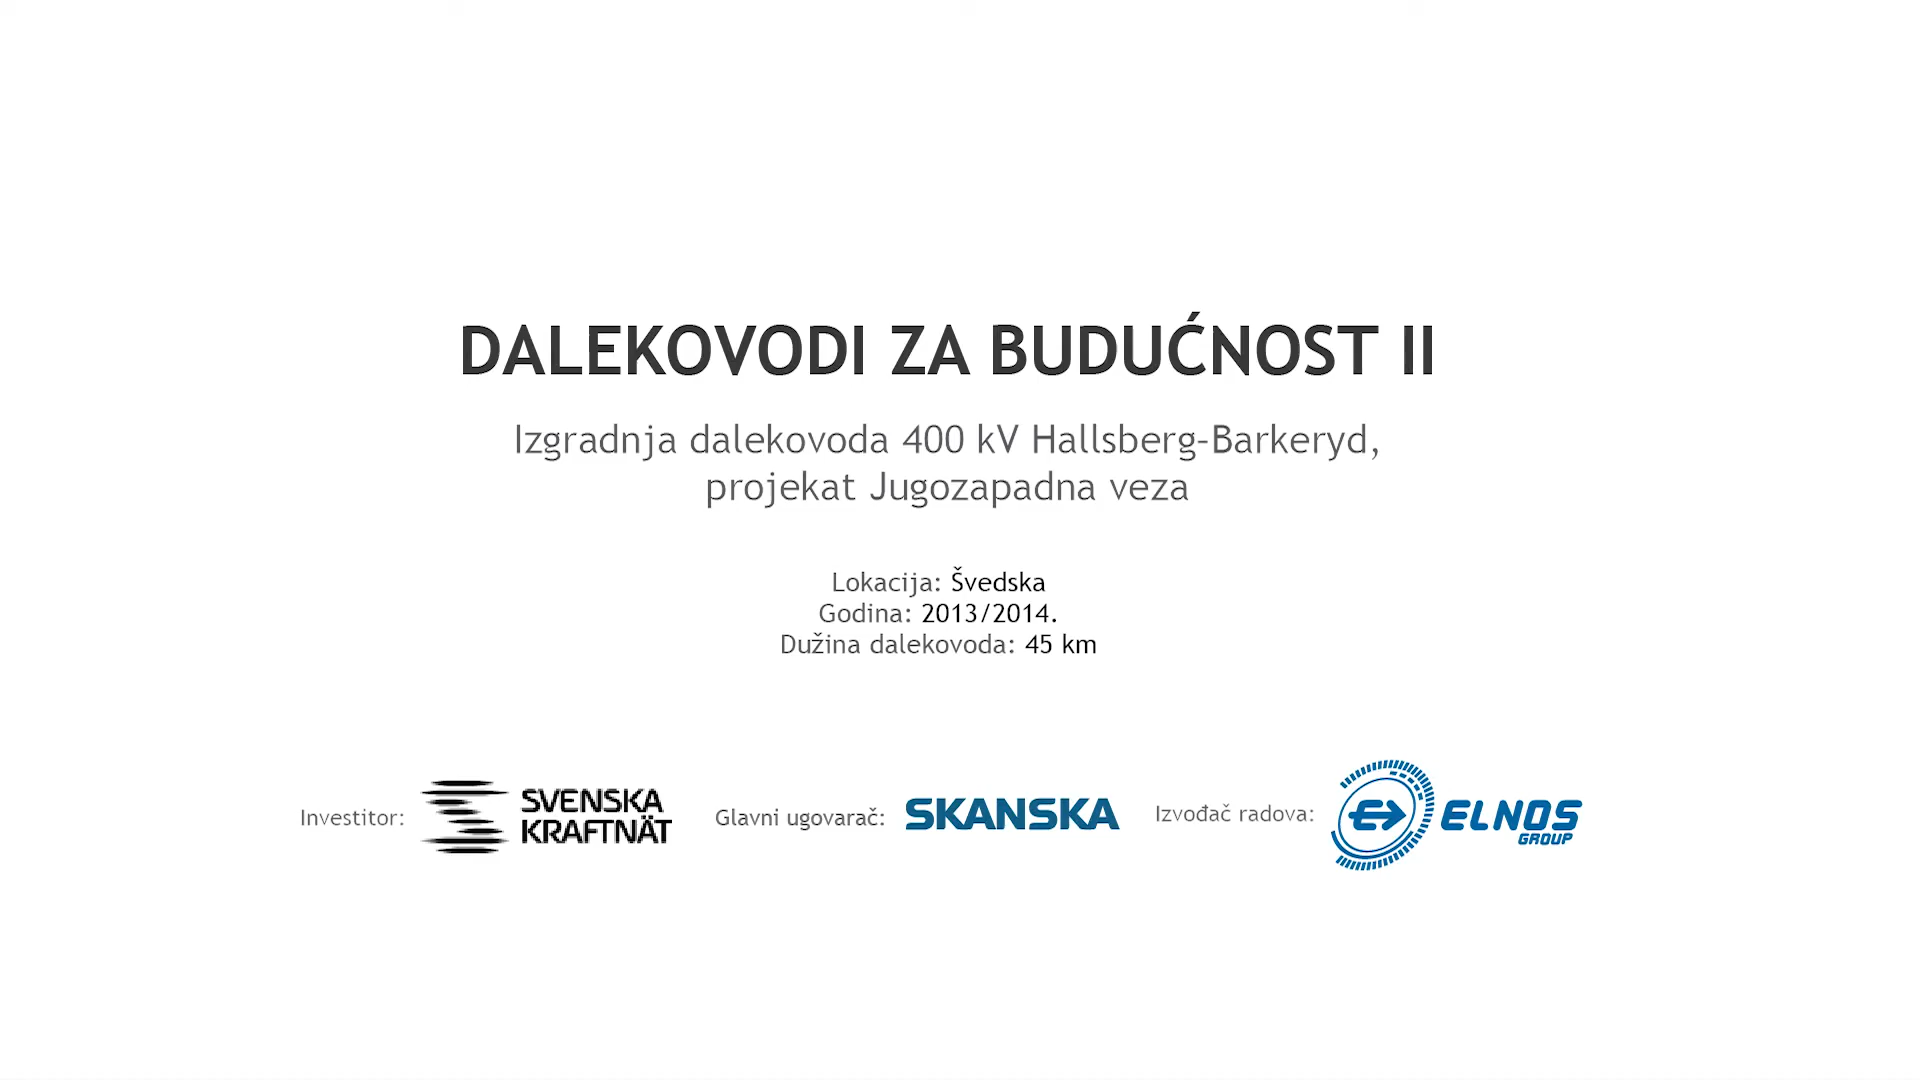 DALEKOVODI ZA BUDUĆNOST II
Izgradnja dalekovoda 400 kV Hallsberg-Barkeryd,
projekat Jugozapadna veza
Lokacija: Švedska
Godina: 2013/2014.
Dužina dalekovoda: 45 km
Investitor:
SVENSKA
KRAFTNÄT
Glavni ugovarač:
SKANSKA
Izvođač radova:
ELNOS
GROUP